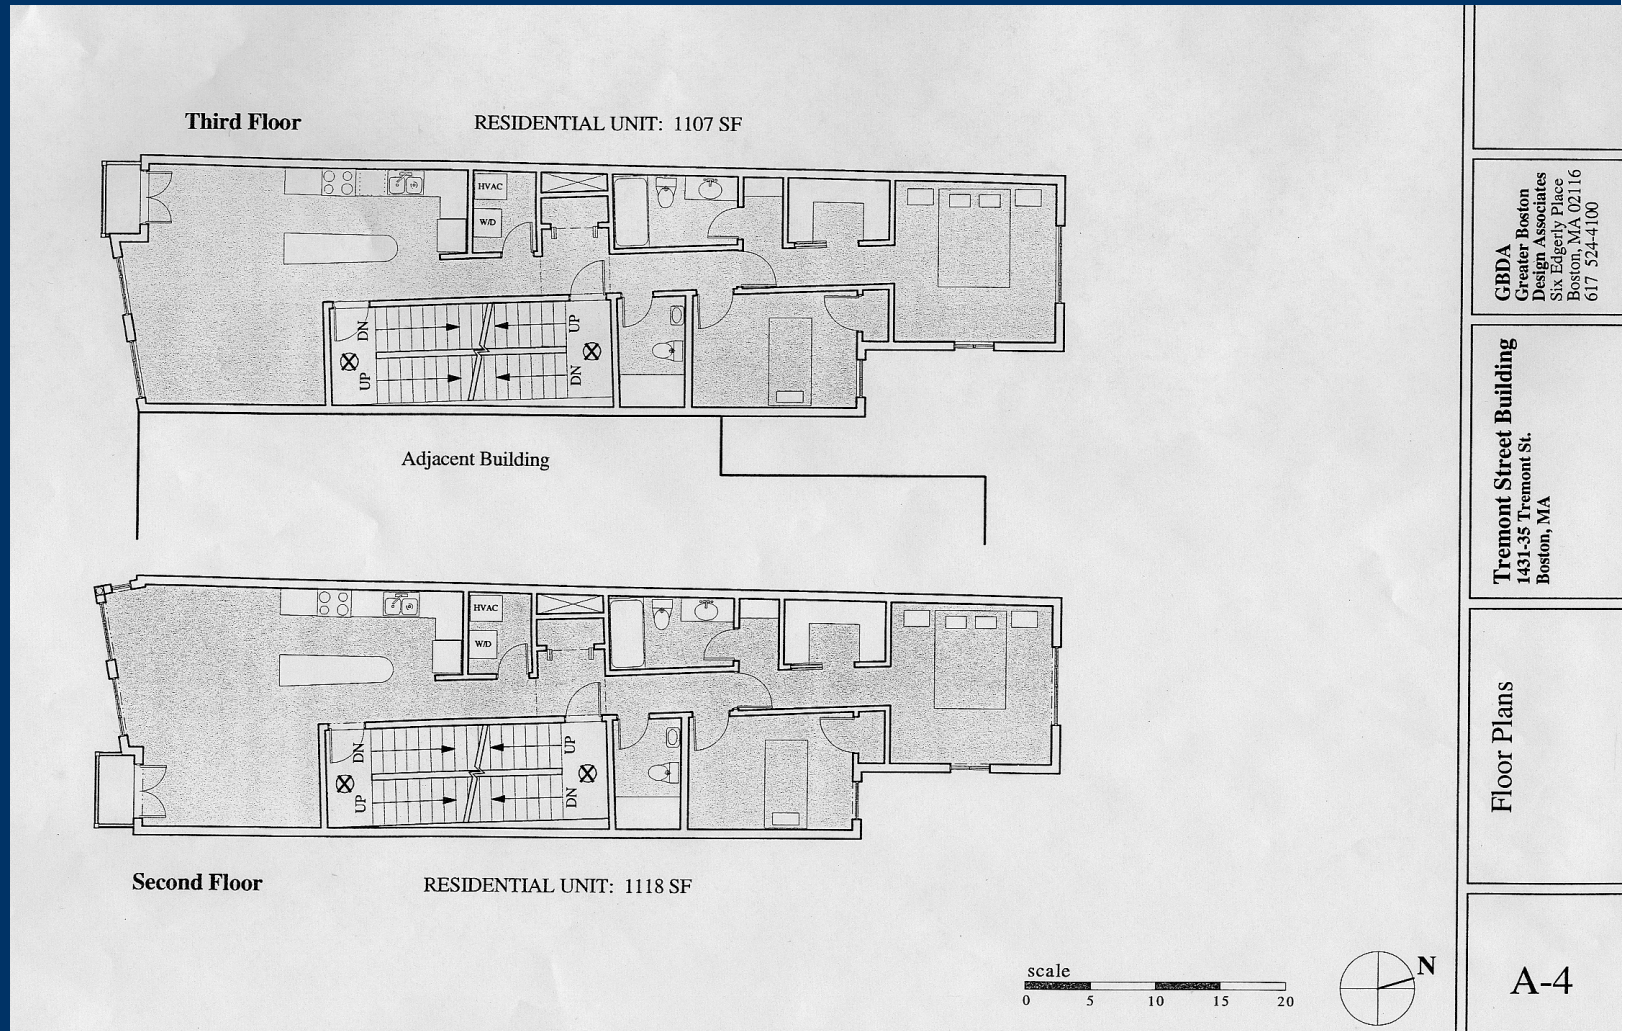 Third Floor
RESIDENTIAL UNIT: 1107 SF
HVAC
W/D
DN
UP
UP
DN
Adjacent Building
HVAC
W/D
DN
UP
UP
DN
Second Floor
RESIDENTIAL UNIT: 1118 SF
scale
0 5 10 15 20
N
GBDA
Greater Boston
Design Associates
Six Edgerly Place
Boston, MA 02116
617 524-4100
Tremont Street Building
1431-35 Tremont St.
Boston, MA
Floor Plans
A-4